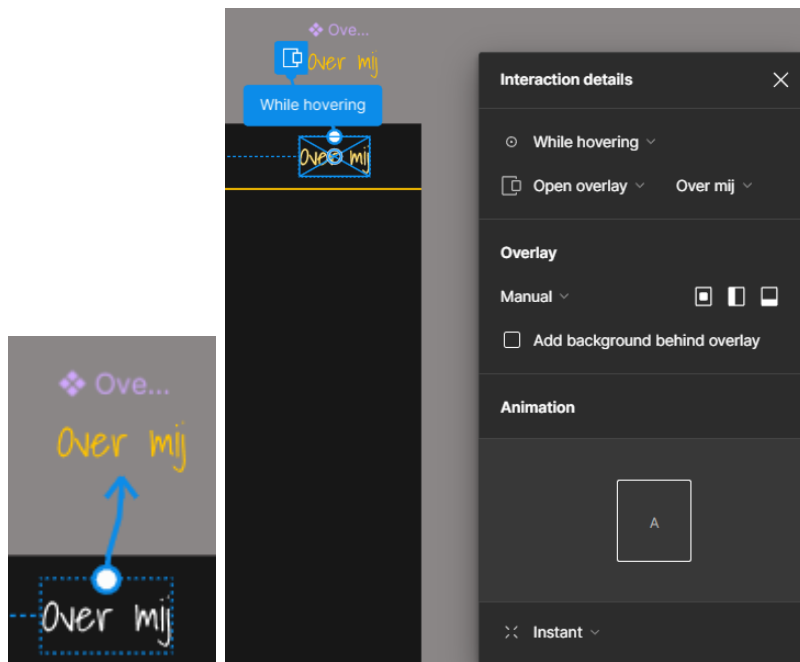 Ove...
Over mij
Over mij
Ove...
Over mij
While hovering
Over mij
Interaction details
While hovering
Open overlay
Over mij
Overlay
Manual
Add background behind overlay
Animation
A
Instant